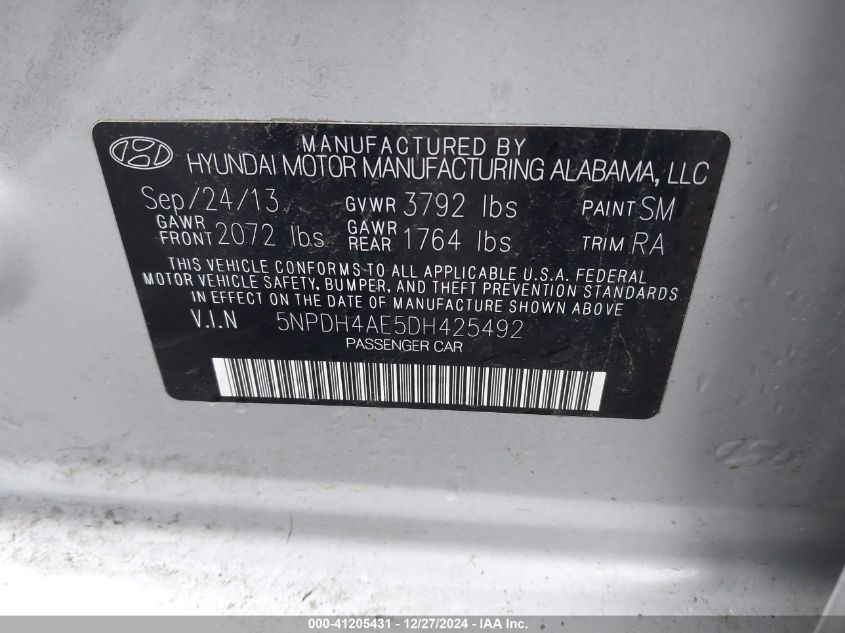 MANUFACTURED BY
HYUNDAI MOTOR MANUFACTURING ALABAMA, LLC
Sep/24/13 GVWR 3792 lbs PAINT SM
GAWR FRONT 2072 lbs GAWR REAR 1764 lbs TRIM RA
THIS VEHICLE CONFORMS TO ALL APPLICABLE U.S.A. FEDERAL
MOTOR VEHICLE SAFETY, BUMPER, AND THEFT PREVENTION STANDARDS
IN EFFECT ON THE DATE OF MANUFACTURE SHOWN ABOVE
V.I.N 5NPDH4AE5DH425492
PASSENGER CAR
000-41205431 - 12/27/2024 - IAA Inc.